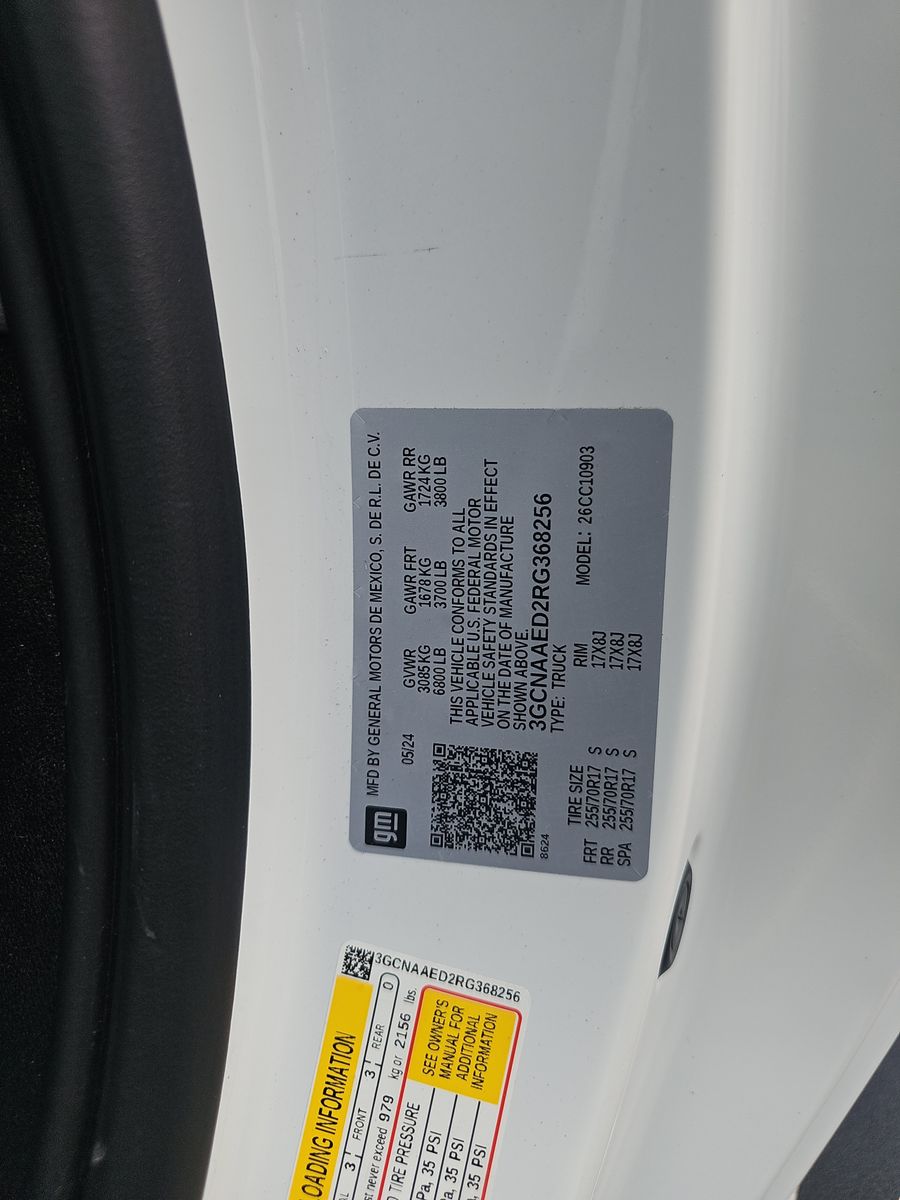 gm
MFD BY GENERAL MOTORS DE MEXICO, S. DE R.L. DE C.V.
05/24
GVWR GAWR FRT GAWR RR
3085 KG 1678 KG 1724 KG
6800 LB 3700 LB 3800 LB
THIS VEHICLE CONFORMS TO ALL
APPLICABLE U.S. FEDERAL MOTOR
VEHICLE SAFETY STANDARDS IN EFFECT
ON THE DATE OF MANUFACTURE
SHOWN ABOVE.
3GCNAAED2RG368256
8624
TYPE: TRUCK
MODEL: 26CC10903
TIRE SIZE RIM
FRT 255/70R17 S 17X8J
RR 255/70R17 S 17X8J
SPA 255/70R17 S 17X8J
3GCNAAED2RG368256
LOADING INFORMATION
3 FRONT 3 REAR 0
never exceed 979 kg or 2156 lbs.
TIRE PRESSURE
SEE OWNER'S
MANUAL FOR
ADDITIONAL
INFORMATION
kPa, 35 PSI
Pa, 35 PSI
a, 35 PSI